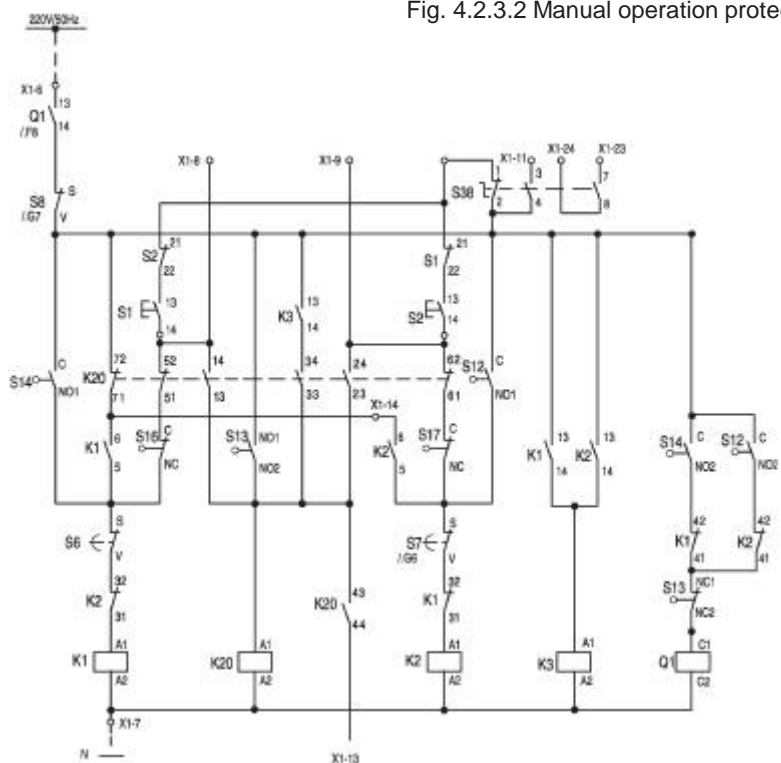 Fig. 4.2.3.2 Manual operation prote
220V/50Hz
X1-6
13
Q1
/.F8
14
X1-8
X1-9
X1-11
X1-24
X1-23
1
3
7
S38
2
4
8
S8
S
/.G7
V
S2
21
22
S1
21
22
S1
13
14
K3
13
14
S2
13
14
S14
C
NO1
72
K20
71
52
51
14
13
34
33
24
23
62
61
S12
C
NO1
X1-14
K1
6
5
S16
C
NC
S13
NO1
NO2
K2
6
5
S17
C
NC
K1
13
14
K2
13
14
S14
C
NO2
S12
C
NO2
S6
S
V
S7
/.G6
S
V
K1
42
41
K2
42
41
K2
32
31
K20
43
44
K1
32
31
S13
NC1
NC2
K1
A1
A2
K20
A1
A2
K2
A1
A2
K3
A1
A2
Q1
C1
C2
X1-7
N
X1-13